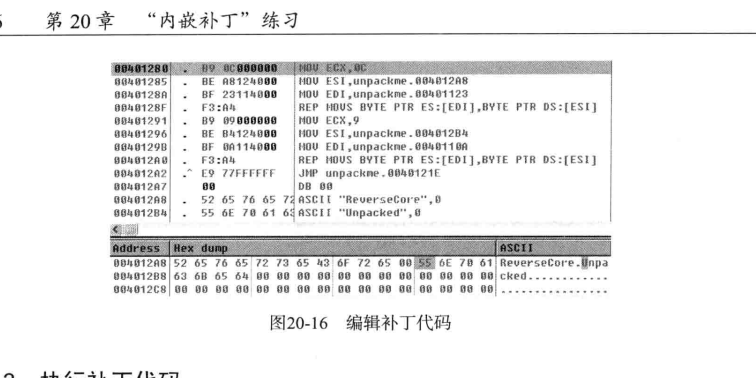 第 20 章 “内嵌补丁”练习
00401280 . B9 0C000000 MOV ECX,0C
00401285 . BE A8124000 MOV ESI,unpackme.004012A8
0040128A . BF 23114000 MOV EDI,unpackme.00401123
0040128F . F3:A4 REP MOVS BYTE PTR ES:[EDI],BYTE PTR DS:[ESI]
00401291 . B9 09000000 MOV ECX,9
00401296 . BE B4124000 MOV ESI,unpackme.004012B4
0040129B . BF 0A114000 MOV EDI,unpackme.0040110A
004012A0 . F3:A4 REP MOVS BYTE PTR ES:[EDI],BYTE PTR DS:[ESI]
004012A2 .^ E9 77FFFFFF JMP unpackme.0040121E
004012A7 00 DB 00
004012A8 . 52 65 76 65 72 ASCII "ReverseCore",0
004012B4 . 55 6E 70 61 63 ASCII "Unpacked",0
Address Hex dump ASCII
004012A8 52 65 76 65 72 73 65 43 6F 72 65 00 55 6E 70 61 ReverseCore.Unpa
004012B8 63 6B 65 64 00 00 00 00 00 00 00 00 00 00 00 00 cked............
004012C8 00 00 00 00 00 00 00 00 00 00 00 00 00 00 00 00 ................
图20-16 编辑补丁代码